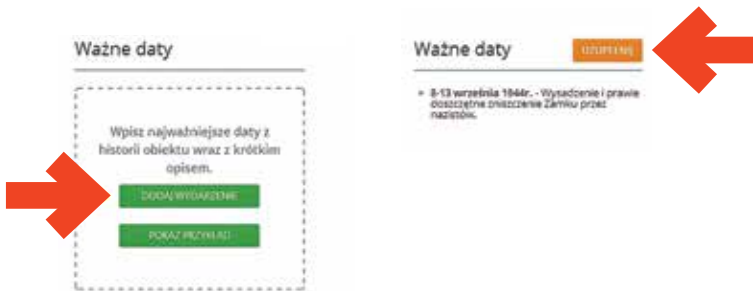 Ważne daty
Wpisz najważniejsze daty z
historii obiektu wraz z krótkim
opisem.
DODAJ WYDARZENIE
POKAŻ PRZYKŁAD
Ważne daty
UZUPEŁNIJ
8-13 września 1944r. - Wysadzenie i prawie
doszczętne zniszczenie Zamku przez
nazistów.